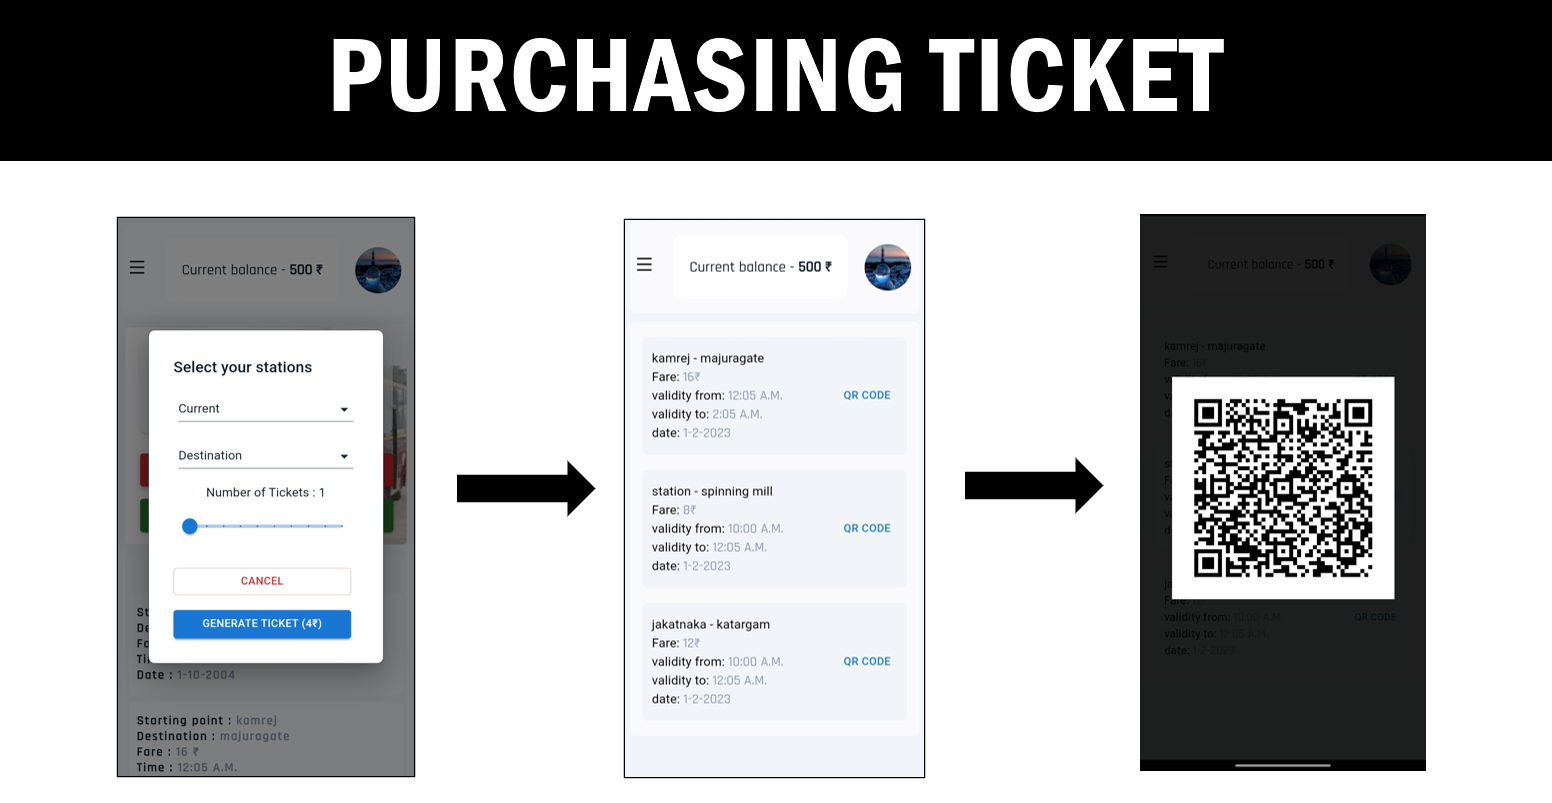 PURCHASING TICKET
Current balance - 500 ₹
Select your stations
Current
Destination
Number of Tickets : 1
CANCEL
GENERATE TICKET (4₹)
St
De
Fa
Ti
Date : 1-10-2004
Starting point : kamrej
Destination : majuragate
Fare : 16 ₹
Time : 12:05 A.M.
Current balance - 500 ₹
kamrej - majuragate
Fare: 16₹
validity from: 12:05 A.M.
validity to: 2:05 A.M.
date: 1-2-2023
QR CODE
station - spinning mill
Fare: 8₹
validity from: 10:00 A.M.
validity to: 12:05 A.M.
date: 1-2-2023
QR CODE
jakatnaka - katargam
Fare: 12₹
validity from: 10:00 A.M.
validity to: 12:05 A.M.
date: 1-2-2023
QR CODE
Current balance - 500 ₹
kamrej - majuragate
Fare: 16₹
validity from: 10:00 A.M.
validity to: 12:05 A.M.
date: 1-2-2023
QR CODE